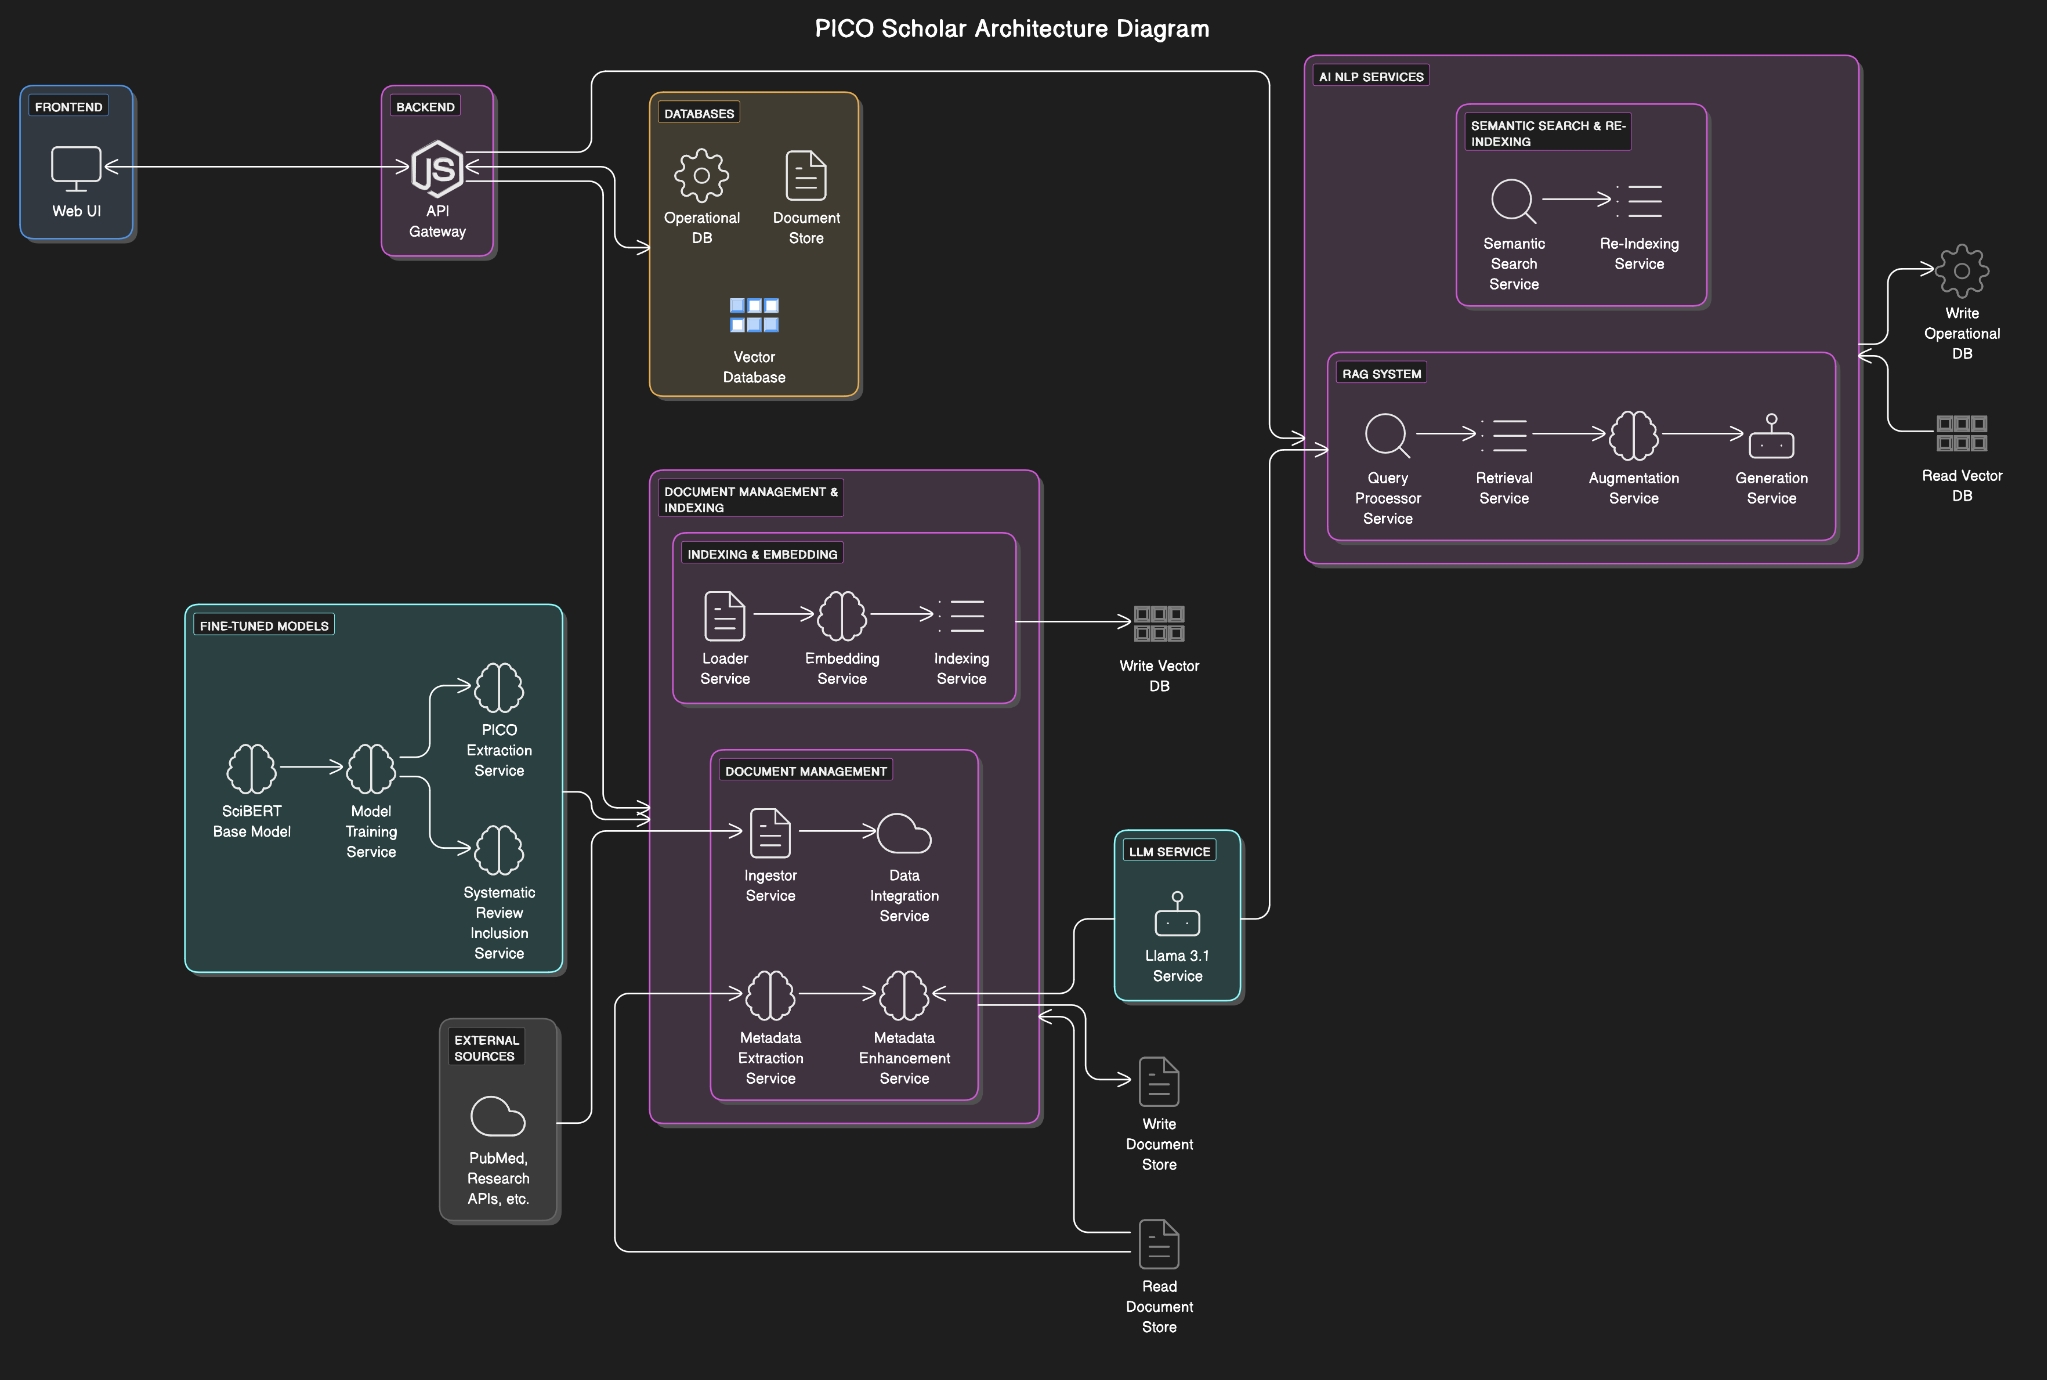 PICO Scholar Architecture Diagram
FRONTEND
Web UI
BACKEND
JS
API
Gateway
DATABASES
Operational
DB
Document
Store
Vector
Database
AI NLP SERVICES
SEMANTIC SEARCH & RE-
INDEXING
Semantic
Search
Service
Re-Indexing
Service
RAG SYSTEM
Query
Processor
Service
Retrieval
Service
Augmentation
Service
Generation
Service
Write
Operational
DB
Read Vector
DB
DOCUMENT MANAGEMENT &
INDEXING
INDEXING & EMBEDDING
Loader
Service
Embedding
Service
Indexing
Service
Write Vector
DB
FINE-TUNED MODELS
SciBERT
Base Model
Model
Training
Service
PICO
Extraction
Service
Systematic
Review
Inclusion
Service
DOCUMENT MANAGEMENT
Ingestor
Service
Data
Integration
Service
Metadata
Extraction
Service
Metadata
Enhancement
Service
LLM SERVICE
Llama 3.1
Service
EXTERNAL
SOURCES
PubMed,
Research
APIs, etc.
Write
Document
Store
Read
Document
Store